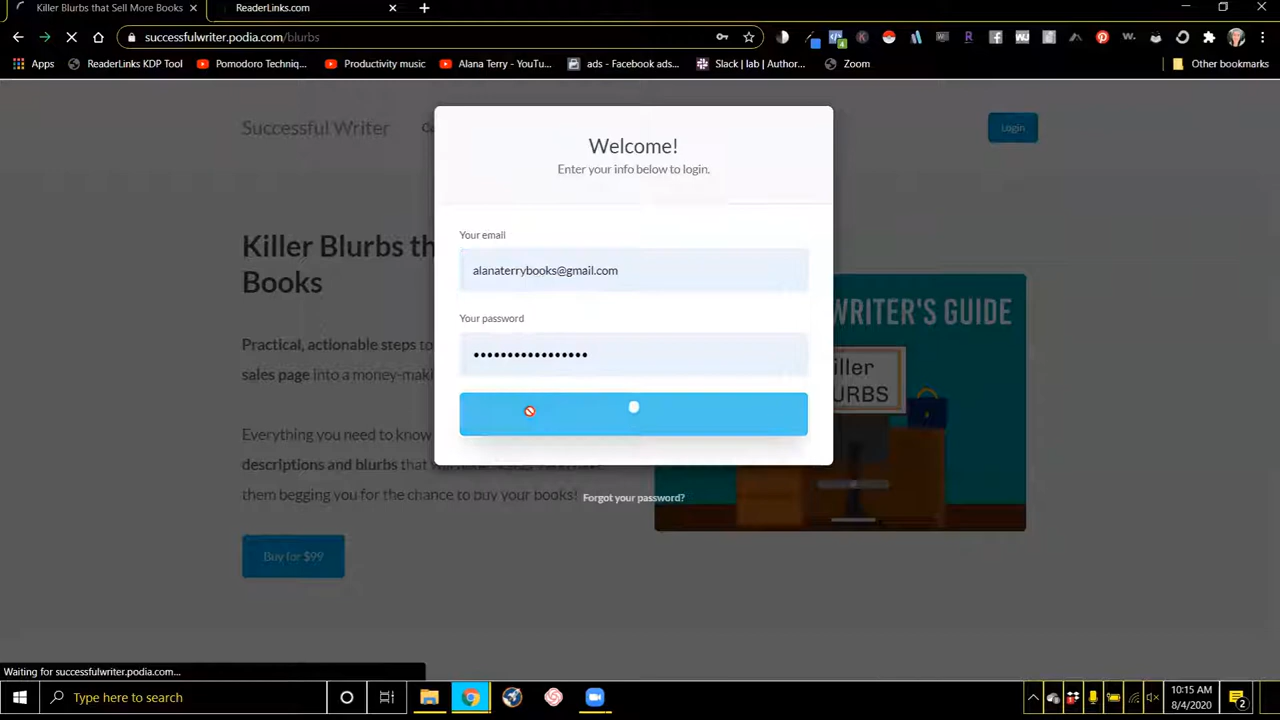 Killer Blurbs that Sell More Books
ReaderLinks.com
successfulwriter.podia.com/blurbs
Apps
ReaderLinks KDP Tool
Pomodoro Techniq...
Productivity music
Alana Terry - YouTu...
ads - Facebook ads...
Slack | lab | Author...
Zoom
Other bookmarks
Successful Writer
Login
Welcome!
Enter your info below to login.
Killer Blurbs th
Books
Your email
alanaterrybooks@gmail.com
WRITER'S GUIDE
Your password
•••••••••••••••••
Practical, actionable steps to
sales page into a money-maki
iller
URBS
Everything you need to know
descriptions and blurbs that
them begging you for the chance to buy your books!
Forgot your password?
Buy for $99
Waiting for successfulwriter.podia.com...
Type here to search
10:15 AM
8/4/2020
2